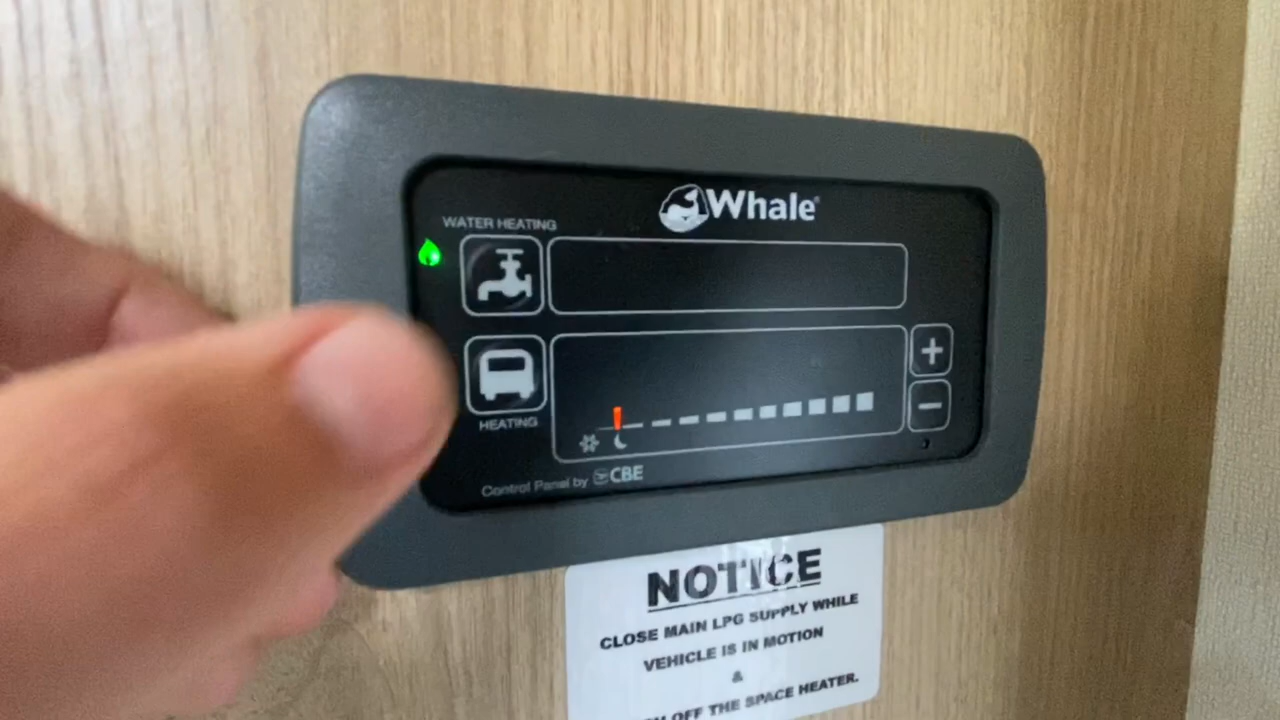 Whale®
WATER HEATING
HEATING
Control Panel by CBE
NOTICE
CLOSE MAIN LPG SUPPLY WHILE
VEHICLE IS IN MOTION
&
OFF THE SPACE HEATER.